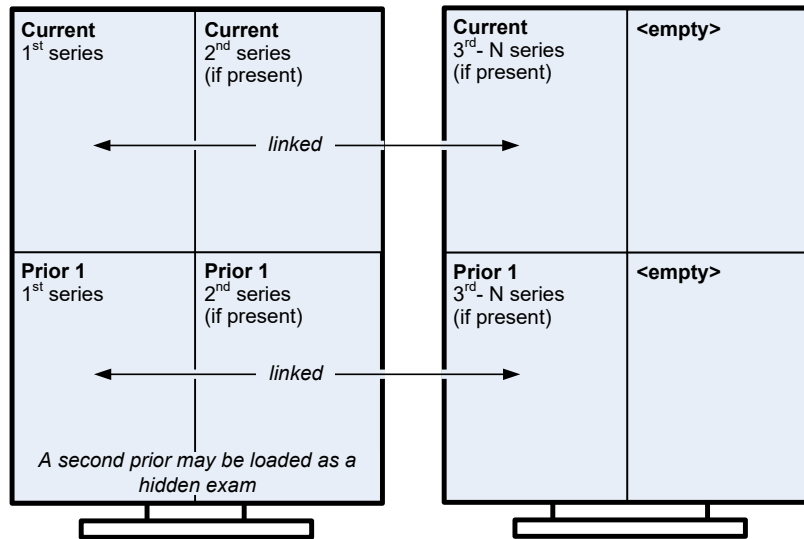 Current
1st series
Current
2nd series
(if present)
linked
Prior 1
1st series
Prior 1
2nd series
(if present)
linked
A second prior may be loaded as a
hidden exam
Current
3rd- N series
(if present)
<empty>
Prior 1
3rd- N series
(if present)
<empty>